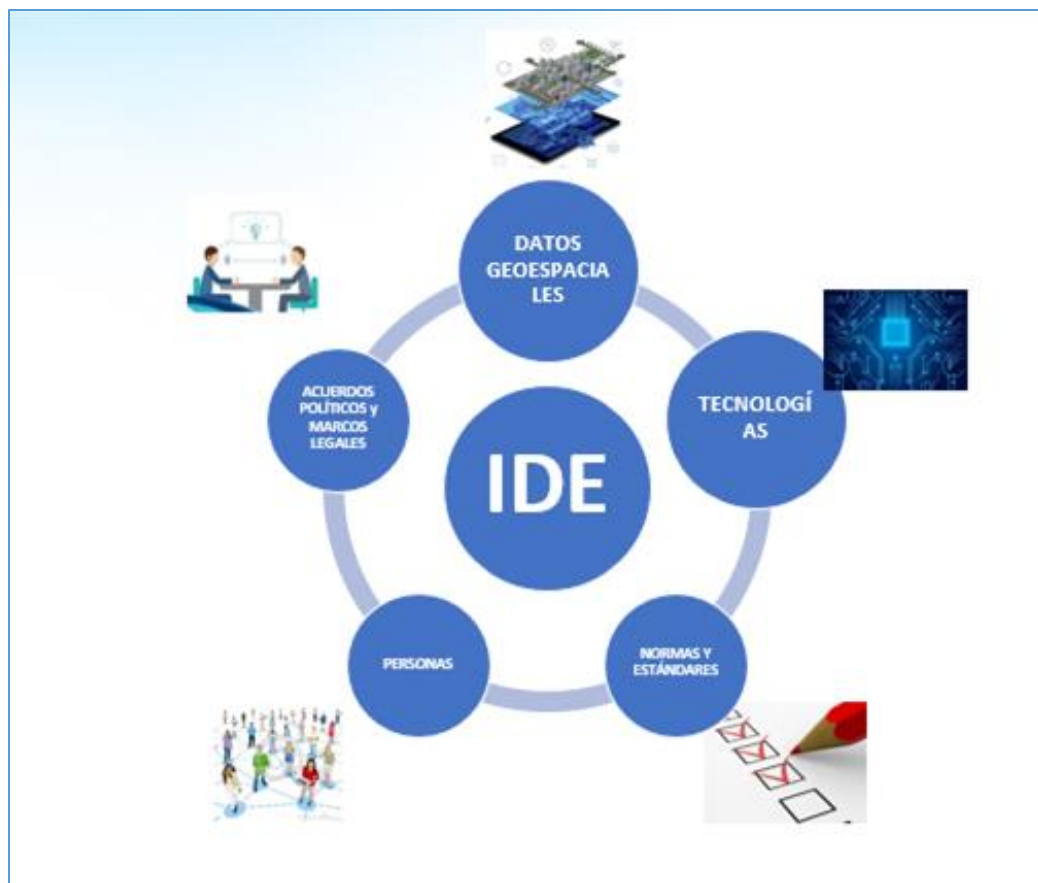 DATOS
GEOESPACIA
LES
TECNOLOGÍ
AS
NORMAS Y
ESTÁNDARES
PERSONAS
ACUERDOS
POLÍTICOS y
MARCOS
LEGALES
IDE